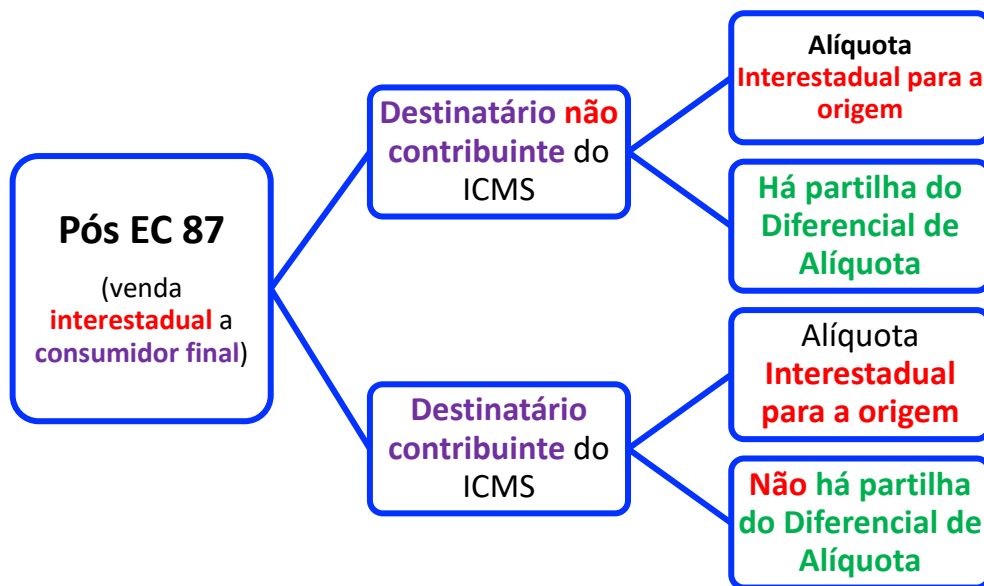 Pós EC 87
(venda
interestadual a
consumidor final)
Destinatário não
contribuinte do
ICMS
Alíquota
Interestadual para a
origem
Há partilha do
Diferencial de
Alíquota
Destinatário
contribuinte do
ICMS
Alíquota
Interestadual
para a origem
Não há partilha
do Diferencial de
Alíquota